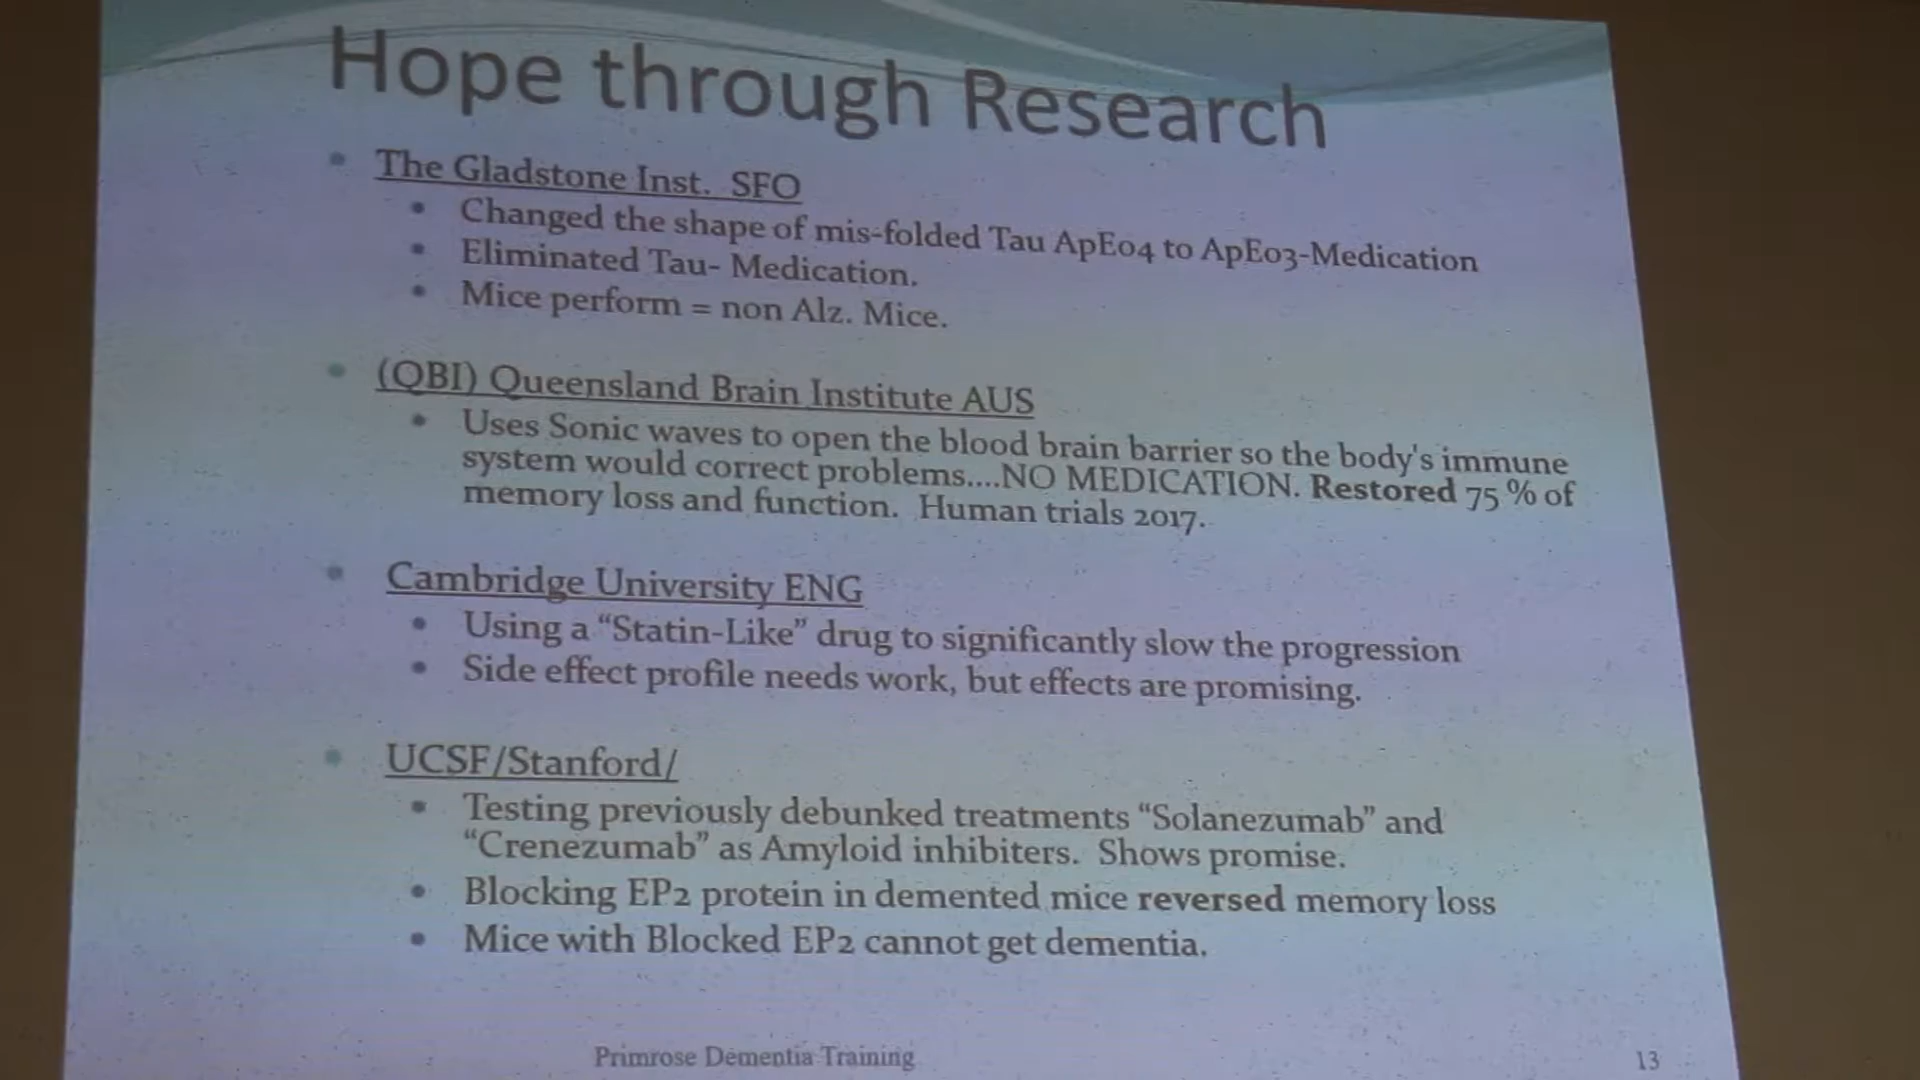 Hope through Research
The Gladstone Inst. SFO
Changed the shape of mis-folded Tau ApE04 to ApE03-Medication
Eliminated Tau- Medication.
Mice perform = non Alz. Mice.
(QBI) Queensland Brain Institute AUS
Uses Sonic waves to open the blood brain barrier so the body's immune
system would correct problems....NO MEDICATION. Restored 75 % of
memory loss and function. Human trials 2017.
Cambridge University ENG
Using a “Statin-Like” drug to significantly slow the progression
Side effect profile needs work, but effects are promising.
UCSF/Stanford/
Testing previously debunked treatments “Solanezumab” and
“Crenezumab” as Amyloid inhibiters. Shows promise.
Blocking EP2 protein in demented mice reversed memory loss
Mice with Blocked EP2 cannot get dementia.
Primrose Dementia Training
13